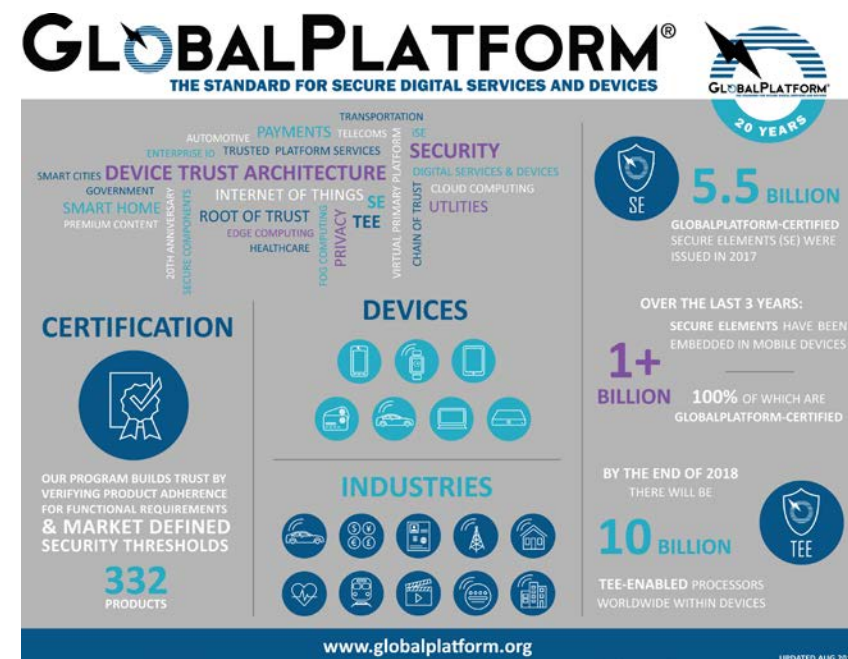 GLOBALPLATFORM®
THE STANDARD FOR SECURE DIGITAL SERVICES AND DEVICES
GLOBALPLATFORM®
20 YEARS
TRANSPORTATION
AUTOMOTIVE
PAYMENTS
TELECOMS
iSE
ENTERPRISE ID
TRUSTED PLATFORM SERVICES
SECURITY
SMART CITIES
DEVICE TRUST ARCHITECTURE
DIGITAL SERVICES & DEVICES
GOVERNMENT
INTERNET OF THINGS
SE
CLOUD COMPUTING
SMART HOME
UTLITIES
PREMIUM CONTENT
ROOT OF TRUST
TEE
EDGE COMPUTING
HEALTHCARE
20TH ANNIVERSARY
SECURE COMPONENTS
FOG COMPUTING
PRIVACY
VIRTUAL PRIMARY PLATFORM
CHAIN OF TRUST
CERTIFICATION
OUR PROGRAM BUILDS TRUST BY
VERIFYING PRODUCT ADHERENCE
FOR FUNCTIONAL REQUIREMENTS
& MARKET DEFINED
SECURITY THRESHOLDS
332
PRODUCTS
DEVICES
INDUSTRIES
$ ¥
€ £
SE
5.5 BILLION
GLOBALPLATFORM-CERTIFIED
SECURE ELEMENTS (SE) WERE
ISSUED IN 2017
OVER THE LAST 3 YEARS:
1+
BILLION
SECURE ELEMENTS HAVE BEEN
EMBEDDED IN MOBILE DEVICES
100% OF WHICH ARE
GLOBALPLATFORM-CERTIFIED
BY THE END OF 2018
THERE WILL BE
10 BILLION
TEE
TEE-ENABLED PROCESSORS
WORLDWIDE WITHIN DEVICES
www.globalplatform.org
UPDATED AUG 20